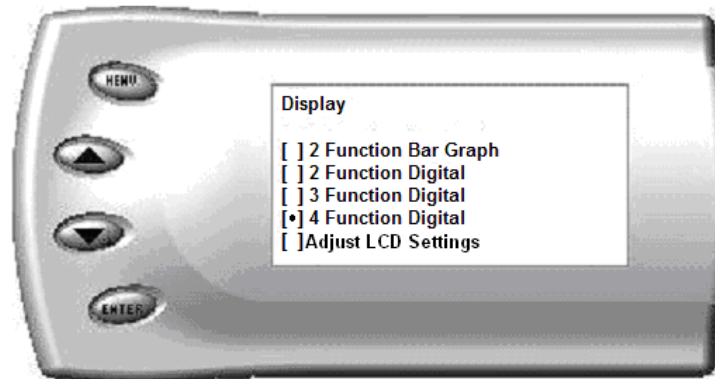 MENU
Display
[ ] 2 Function Bar Graph
[ ] 2 Function Digital
[ ] 3 Function Digital
[•] 4 Function Digital
[ ]Adjust LCD Settings
ENTER